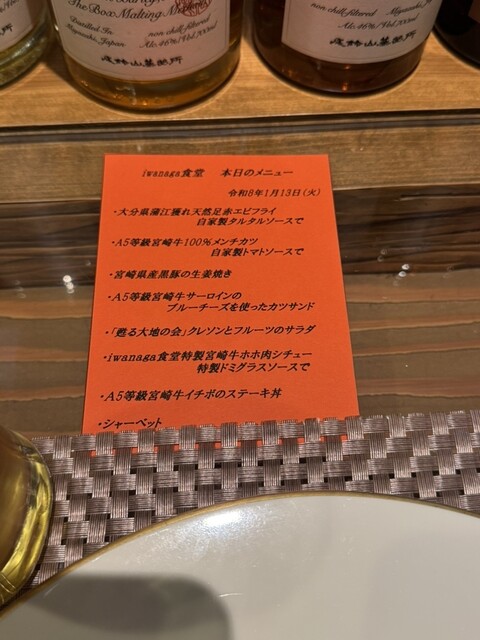 The Box Malting M
Distilled In
Miyazaki, Japan
non chill-filtered
Alc.46%/Vol.700ml
尾鈴山蒸留所
non chill-filtered
Alc.46%/Vol.700ml
尾鈴山蒸留所
iwanaga食堂 本日のメニュー
令和8年1月13日(火)
・大分県蒲江獲れ天然足赤エビフライ
自家製タルタルソースで
・A5等級宮崎牛100%メンチカツ
自家製トマトソースで
・宮崎県産黒豚の生姜焼き
・A5等級宮崎牛サーロインの
ブルーチーズを使ったカツサンド
・「甦る大地の会」クレソンとフルーツのサラダ
・iwanaga食堂特製宮崎牛ホホ肉シチュー
特製ドミグラスソースで
・A5等級宮崎牛イチボのステーキ丼
・シャーベット